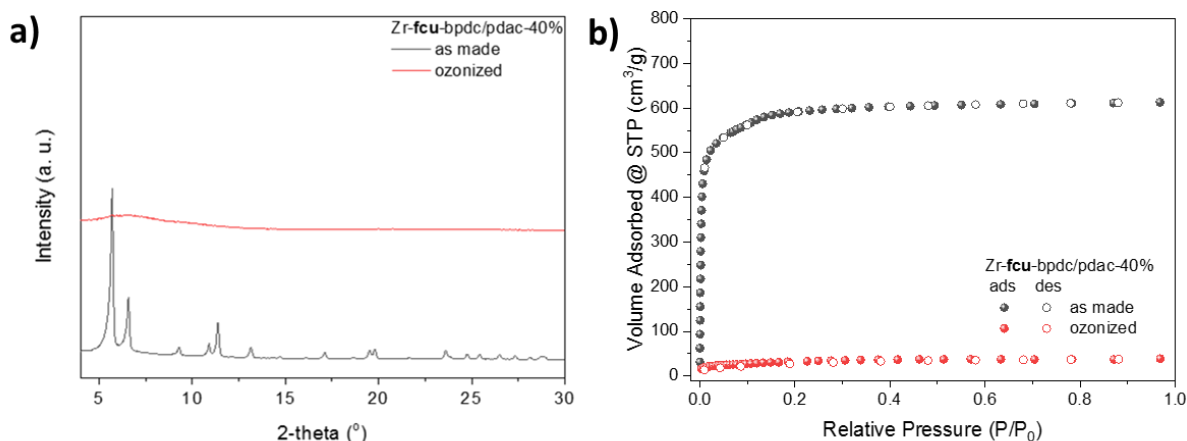 a)
Zr-fcu-bpdc/pdac-40%
as made
ozonized
Intensity (a. u.)
5 10 15 20 25 30
2-theta (⁰)
b)
800
700
600
500
400
300
200
100
0
Volume Adsorbed @ STP (cm³/g)
Zr-fcu-bpdc/pdac-40%
ads des
as made
ozonized
0.0 0.2 0.4 0.6 0.8 1.0
Relative Pressure (P/P₀)